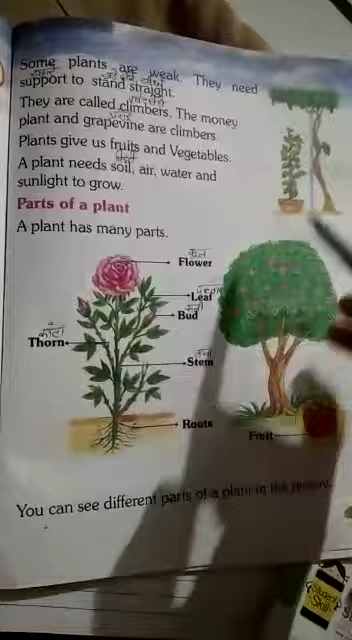 Some plants are weak. They need
support to stand straight.
They are called climbers. The money
plant and grapevine are climbers.
Plants give us fruits and Vegetables.
A plant needs soil, air, water and
sunlight to grow.
Parts of a plant
A plant has many parts.
फूल
Flower
Leaf
Bud
कांटा
Thorn
Stem
Roots
Fruit
You can see different parts of a plant in the picture.
Student
Skill